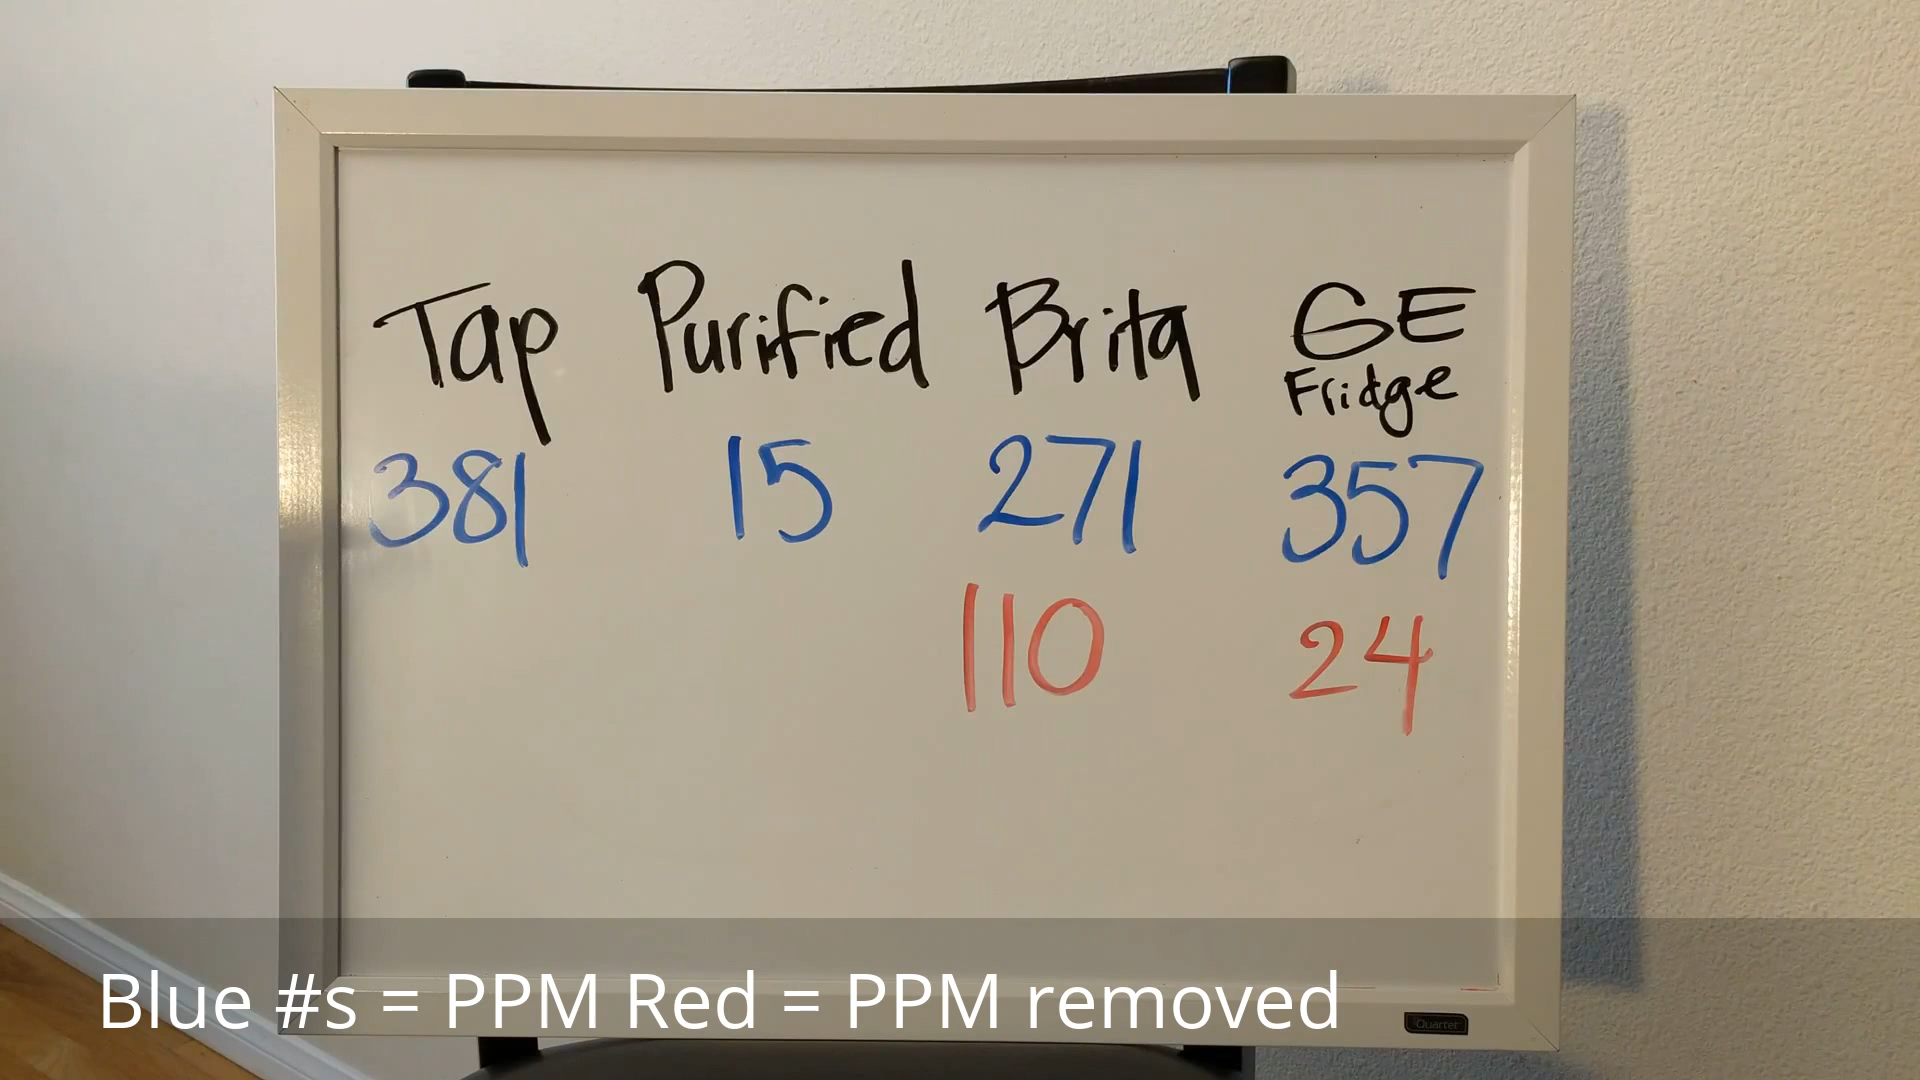 Tap Purified Brita GE
Fridge
381 15 271 357
110 24
Blue #s = PPM Red = PPM removed
Quartet